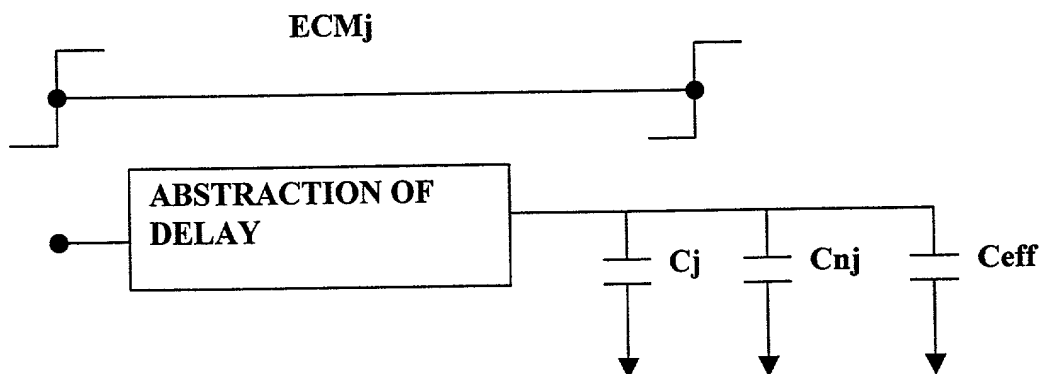 ECMj
ABSTRACTION OF
DELAY
Cj
Cnj
Ceff